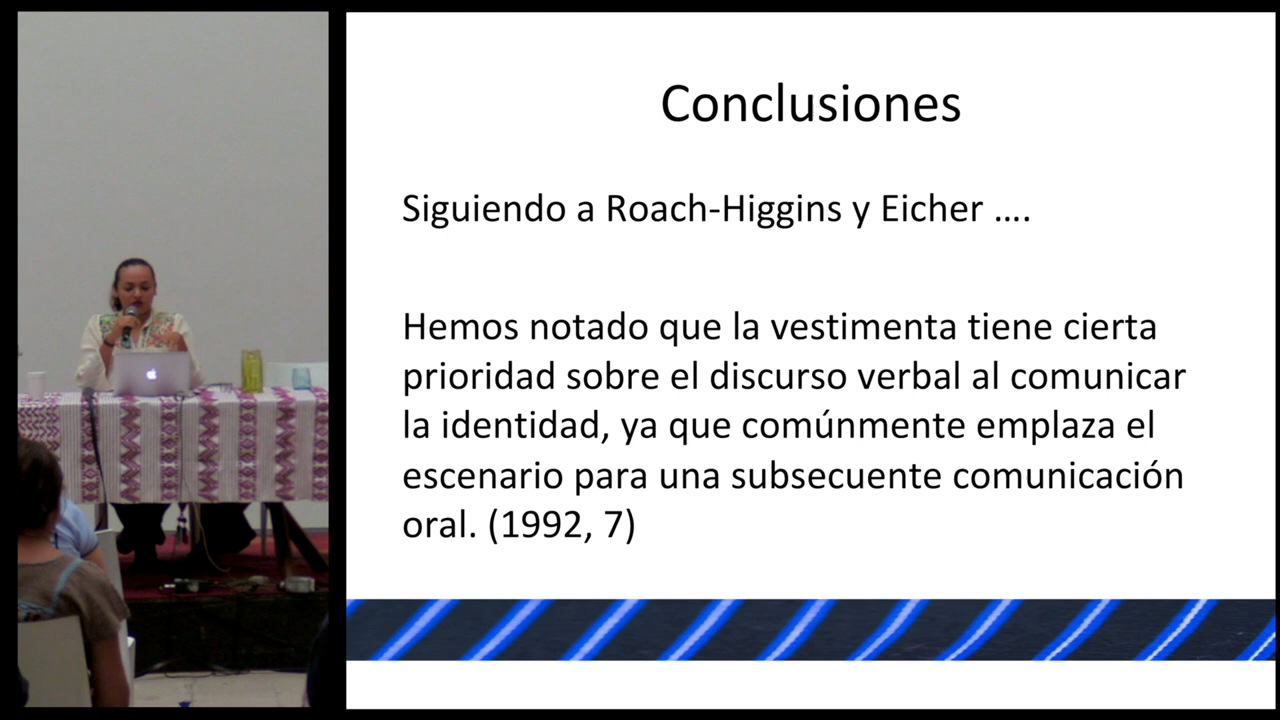 Conclusiones
Siguiendo a Roach-Higgins y Eicher ....
Hemos notado que la vestimenta tiene cierta
prioridad sobre el discurso verbal al comunicar
la identidad, ya que comúnmente emplaza el
escenario para una subsecuente comunicación
oral. (1992, 7)